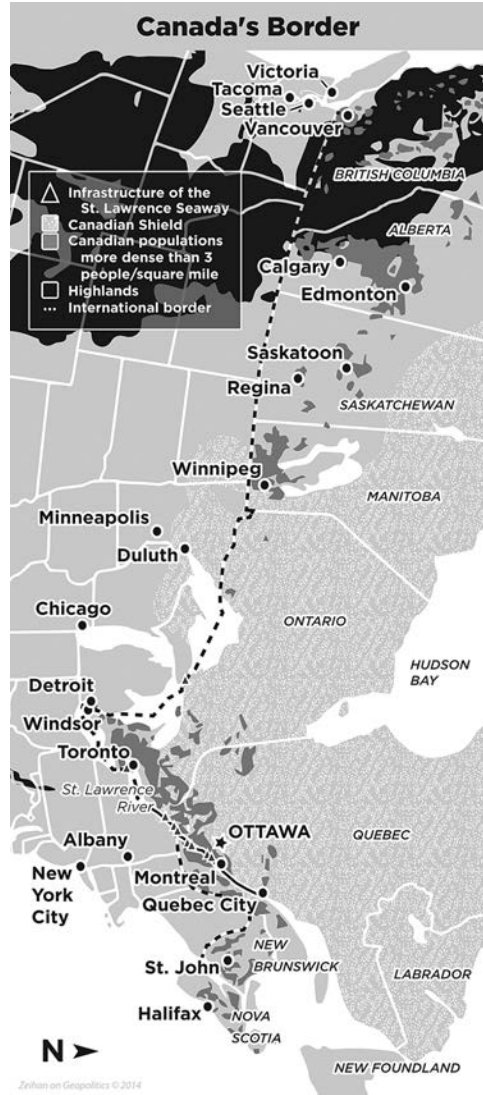 Canada's Border
Victoria
Tacoma
Seattle
Vancouver
BRITISH COLUMBIA
Infrastructure of the
St. Lawrence Seaway
Canadian Shield
Canadian populations
more dense than 3
people/square mile
Highlands
International border
ALBERTA
Calgary
Edmonton
Saskatoon
Regina
SASKATCHEWAN
Winnipeg
MANITOBA
Minneapolis
Duluth
Chicago
ONTARIO
HUDSON
BAY
Detroit
Windsor
Toronto
St. Lawrence
River
OTTAWA
QUEBEC
Albany
New
York
City
Montreal
Quebec City
NEW
BRUNSWICK
St. John
LABRADOR
Halifax
NOVA
SCOTIA
N
NEW FOUNDLAND
Zeihan on Geopolitics © 2014